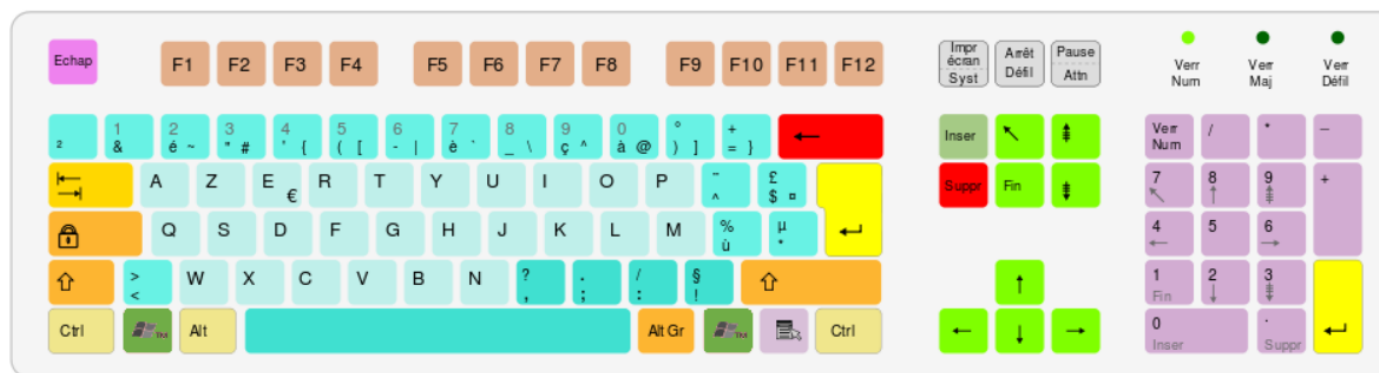 Echap F1 F2 F3 F4 F5 F6 F7 F8 F9 F10 F11 F12
Impr écran Syst
Arrêt Défil
Pause Attn
Verr Num
Verr Maj
Verr Défil
²
1 &
2 é ~
3 " #
4 ' {
5 ( [
6 - |
7 è `
8 _ \
9 ç ^
0 à @
° ) ]
+ = }
Inser
Verr Num / * –
A Z E € R T Y U I O P
¨ ^
£ $ ¤
Suppr Fin
7 8 9 +
Q S D F G H J K L M
% ù
µ *
4 5 6
> <
W X C V B N
? ,
. ;
/ :
§ !
1 Fin
2
3
Ctrl TM Alt Alt Gr TM Ctrl
0 Inser
. Suppr